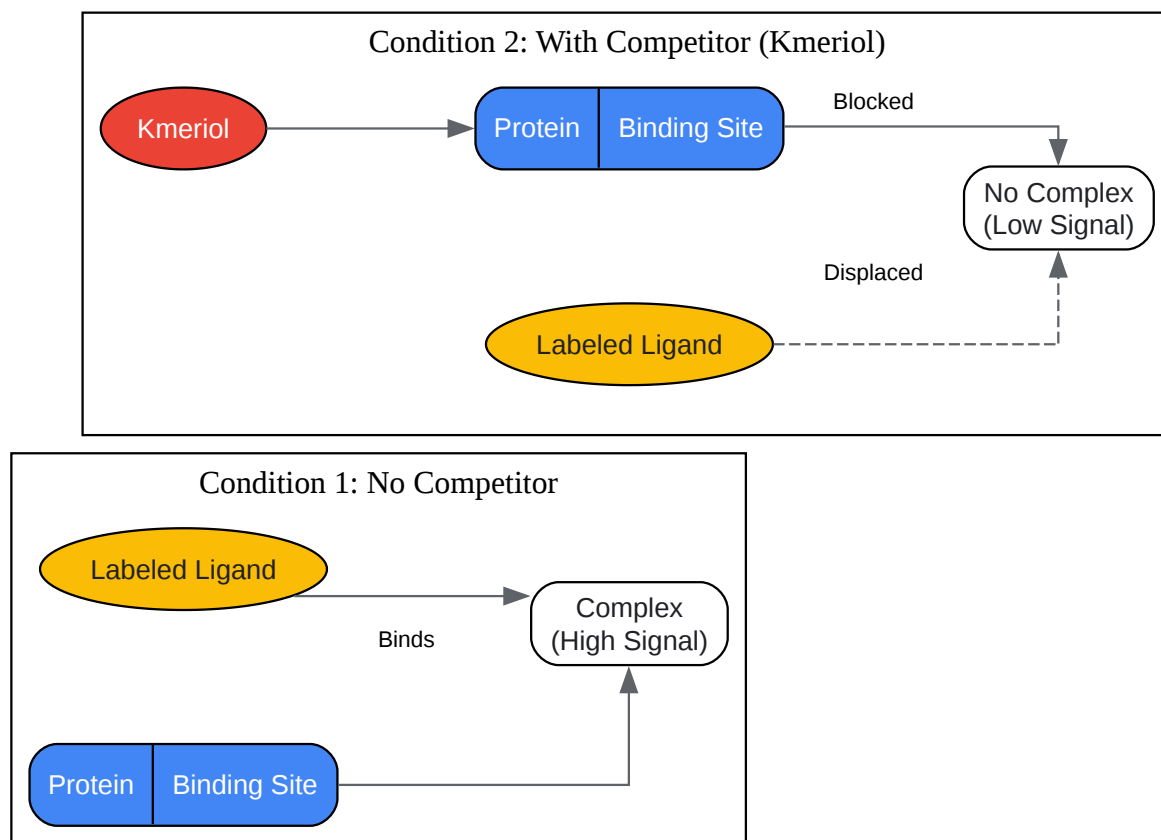 Condition 2: With Competitor (Kmeriol)
Kmeriol
Protein
Binding Site
Blocked
No Complex
(Low Signal)
Displaced
Labeled Ligand
Condition 1: No Competitor
Labeled Ligand
Binds
Complex
(High Signal)
Protein
Binding Site